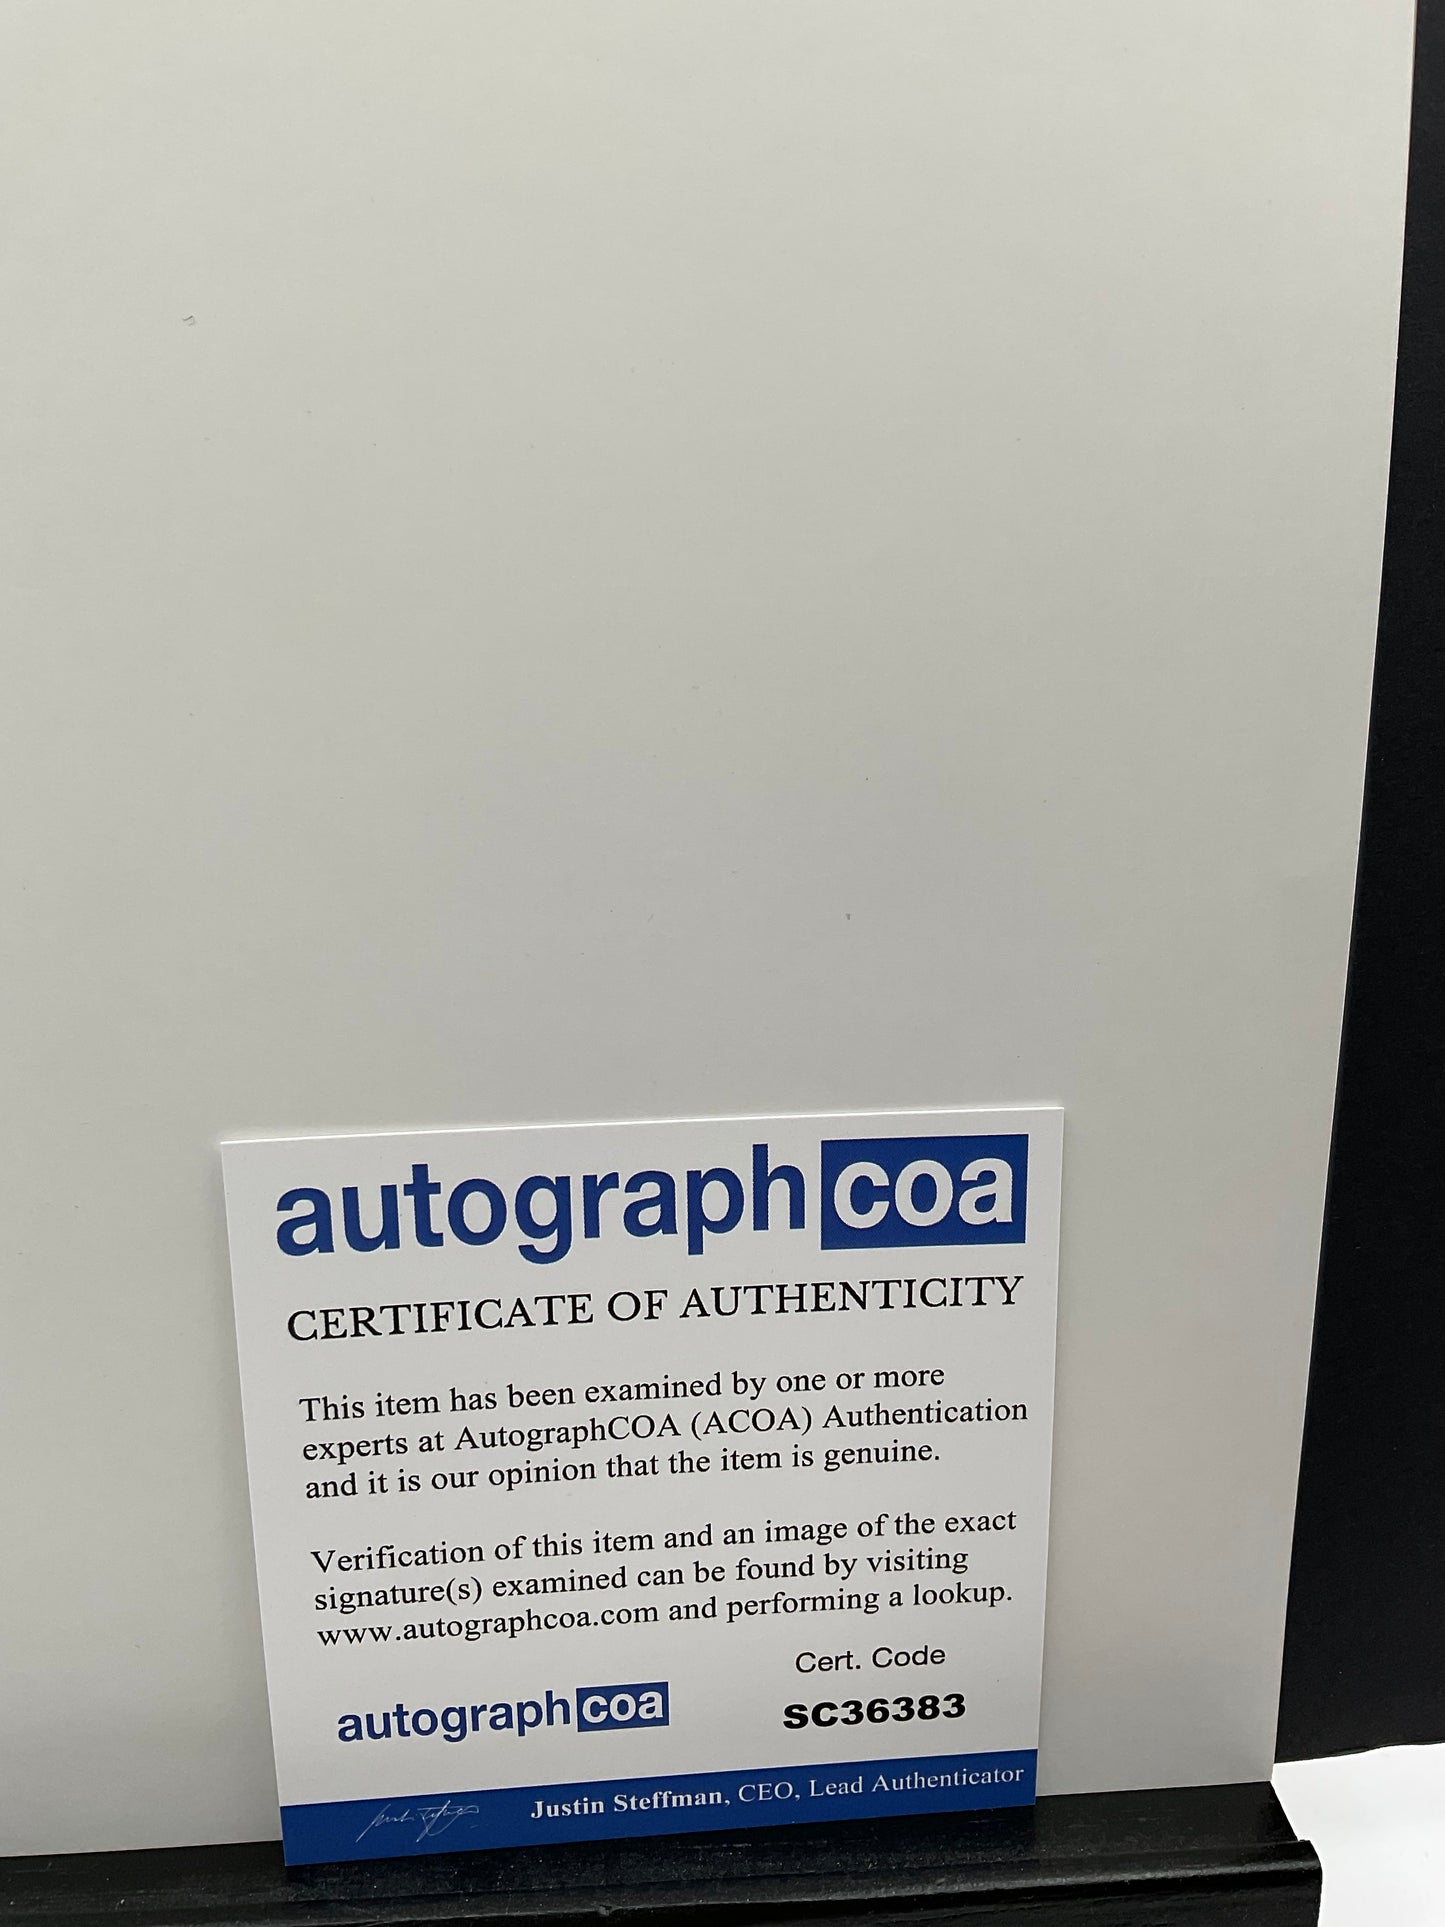 autographcoa
CERTIFICATE OF AUTHENTICITY
This item has been examined by one or more
experts at AutographCOA (ACOA) Authentication
and it is our opinion that the item is genuine.
Verification of this item and an image of the exact
signature(s) examined can be found by visiting
www.autographcoa.com and performing a lookup.
Cert. Code
autographcoa SC36383
Justin Steffman, CEO, Lead Authenticator